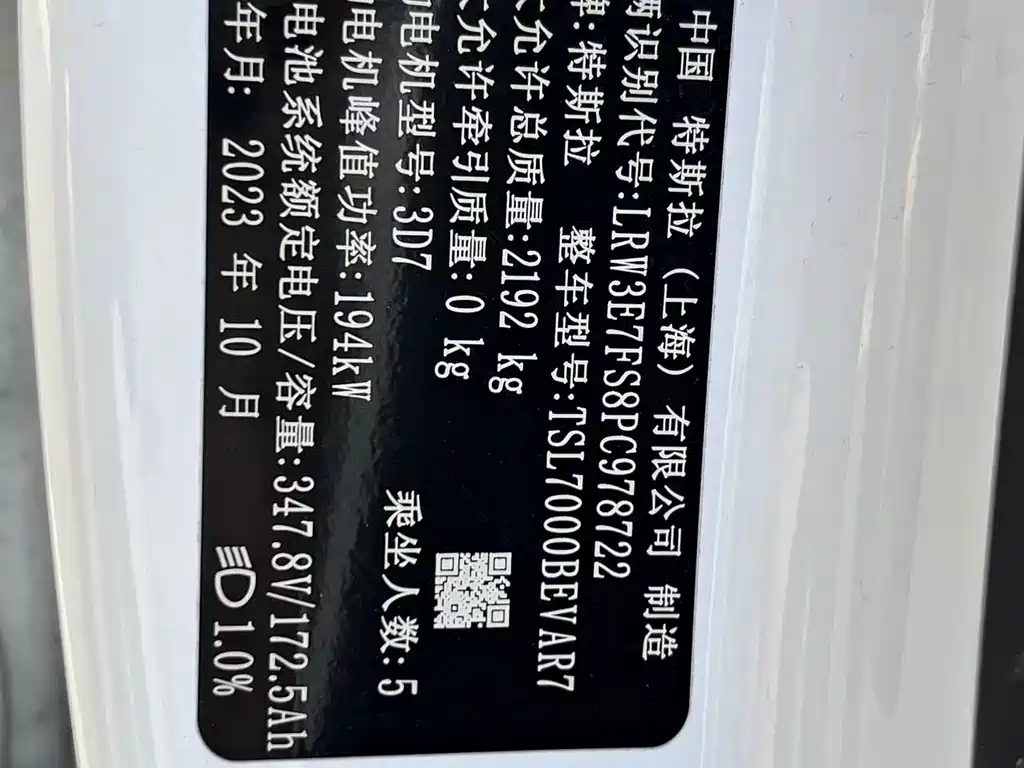 中国 特斯拉（上海）有限公司 制造
辆识别代号:LRW3E7FS8PC978722
牌:特斯拉 整车型号:TSL7000BEVAR7
大允许总质量:2192 kg
大允许牵引质量:0 kg
动电机型号:3D7 乘坐人数:5
动电机峰值功率:194kW
电池系统额定电压/容量:347.8V/172.5Ah
年月: 2023 年 10 月 1.0%